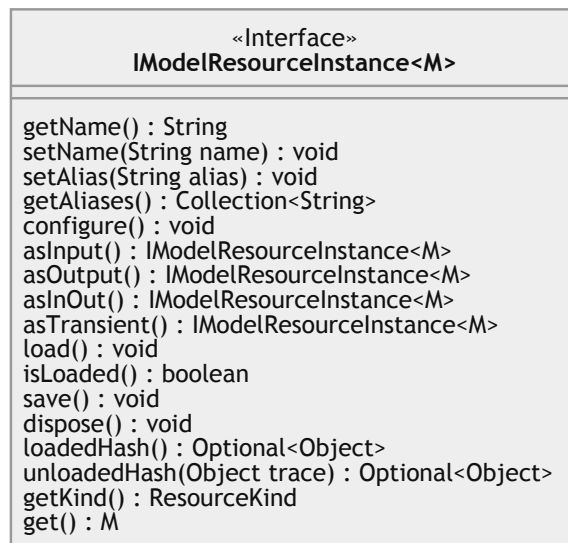 «Interface»
IModelResourceInstance<M>
getName() : String
setName(String name) : void
setAlias(String alias) : void
getAliases() : Collection<String>
configure() : void
asInput() : IModelResourceInstance<M>
asOutput() : IModelResourceInstance<M>
asInOut() : IModelResourceInstance<M>
asTransient() : IModelResourceInstance<M>
load() : void
isLoaded() : boolean
save() : void
dispose() : void
loadedHash() : Optional<Object>
unloadedHash(Object trace) : Optional<Object>
getKind() : ResourceKind
get() : M